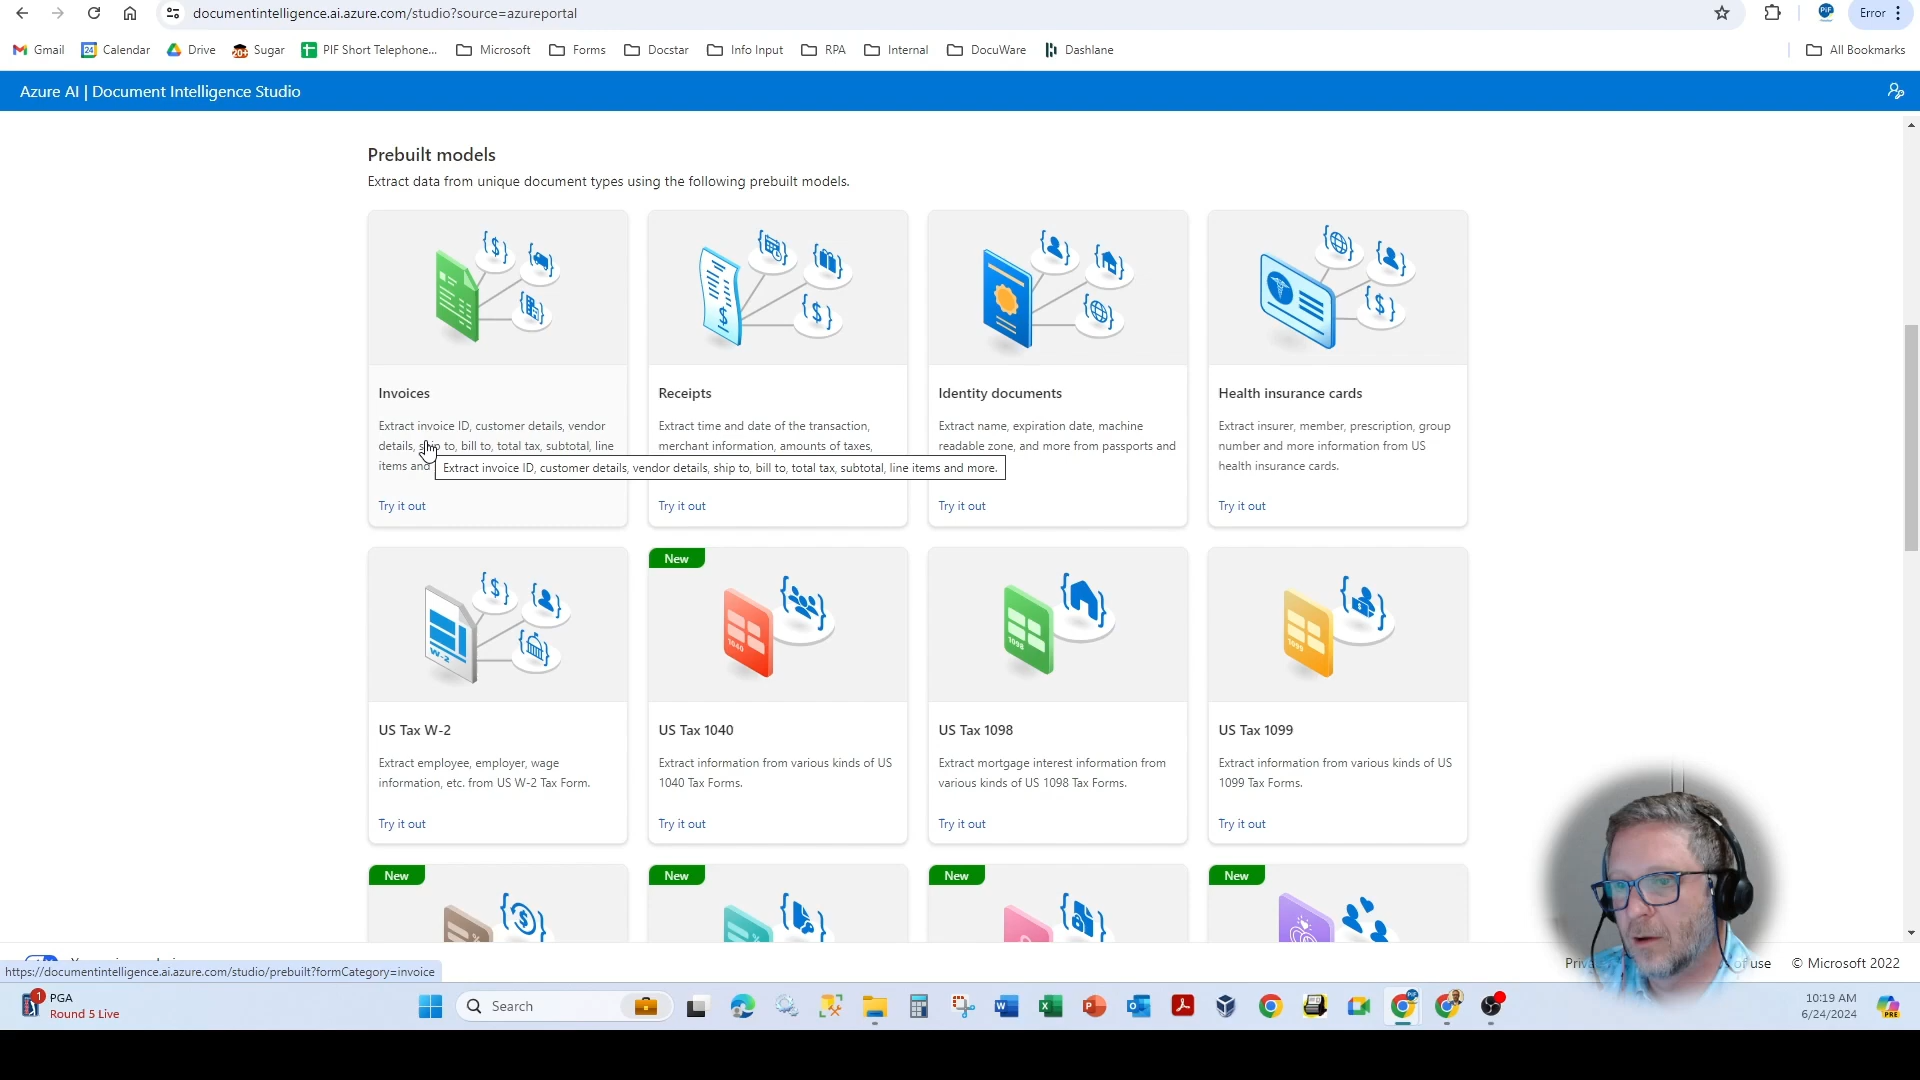 documentintelligence.ai.azure.com/studio?source=azureportal
Error
Gmail
Calendar
Drive
Sugar
PIF Short Telephone...
Microsoft
Forms
Docstar
Info Input
RPA
Internal
DocuWare
Dashlane
All Bookmarks
Azure AI | Document Intelligence Studio
Prebuilt models
Extract data from unique document types using the following prebuilt models.
Invoices
Extract invoice ID, customer details, vendor
details, ship to, bill to, total tax, subtotal, line
items and
Try it out
Receipts
Extract time and date of the transaction,
merchant information, amounts of taxes,
Try it out
Identity documents
Extract name, expiration date, machine
readable zone, and more from passports and
Try it out
Health insurance cards
Extract insurer, member, prescription, group
number and more information from US
health insurance cards.
Try it out
Extract invoice ID, customer details, vendor details, ship to, bill to, total tax, subtotal, line items and more.
W-2
US Tax W-2
Extract employee, employer, wage
information, etc. from US W-2 Tax Form.
Try it out
New
1040
US Tax 1040
Extract information from various kinds of US
1040 Tax Forms.
Try it out
1098
US Tax 1098
Extract mortgage interest information from
various kinds of US 1098 Tax Forms.
Try it out
1099
US Tax 1099
Extract information from various kinds of US
1099 Tax Forms.
Try it out
New
New
New
New
of use
© Microsoft 2022
https://documentintelligence.ai.azure.com/studio/prebuilt?formCategory=invoice
1
PGA
Round 5 Live
Search
10:19 AM
6/24/2024
PRE